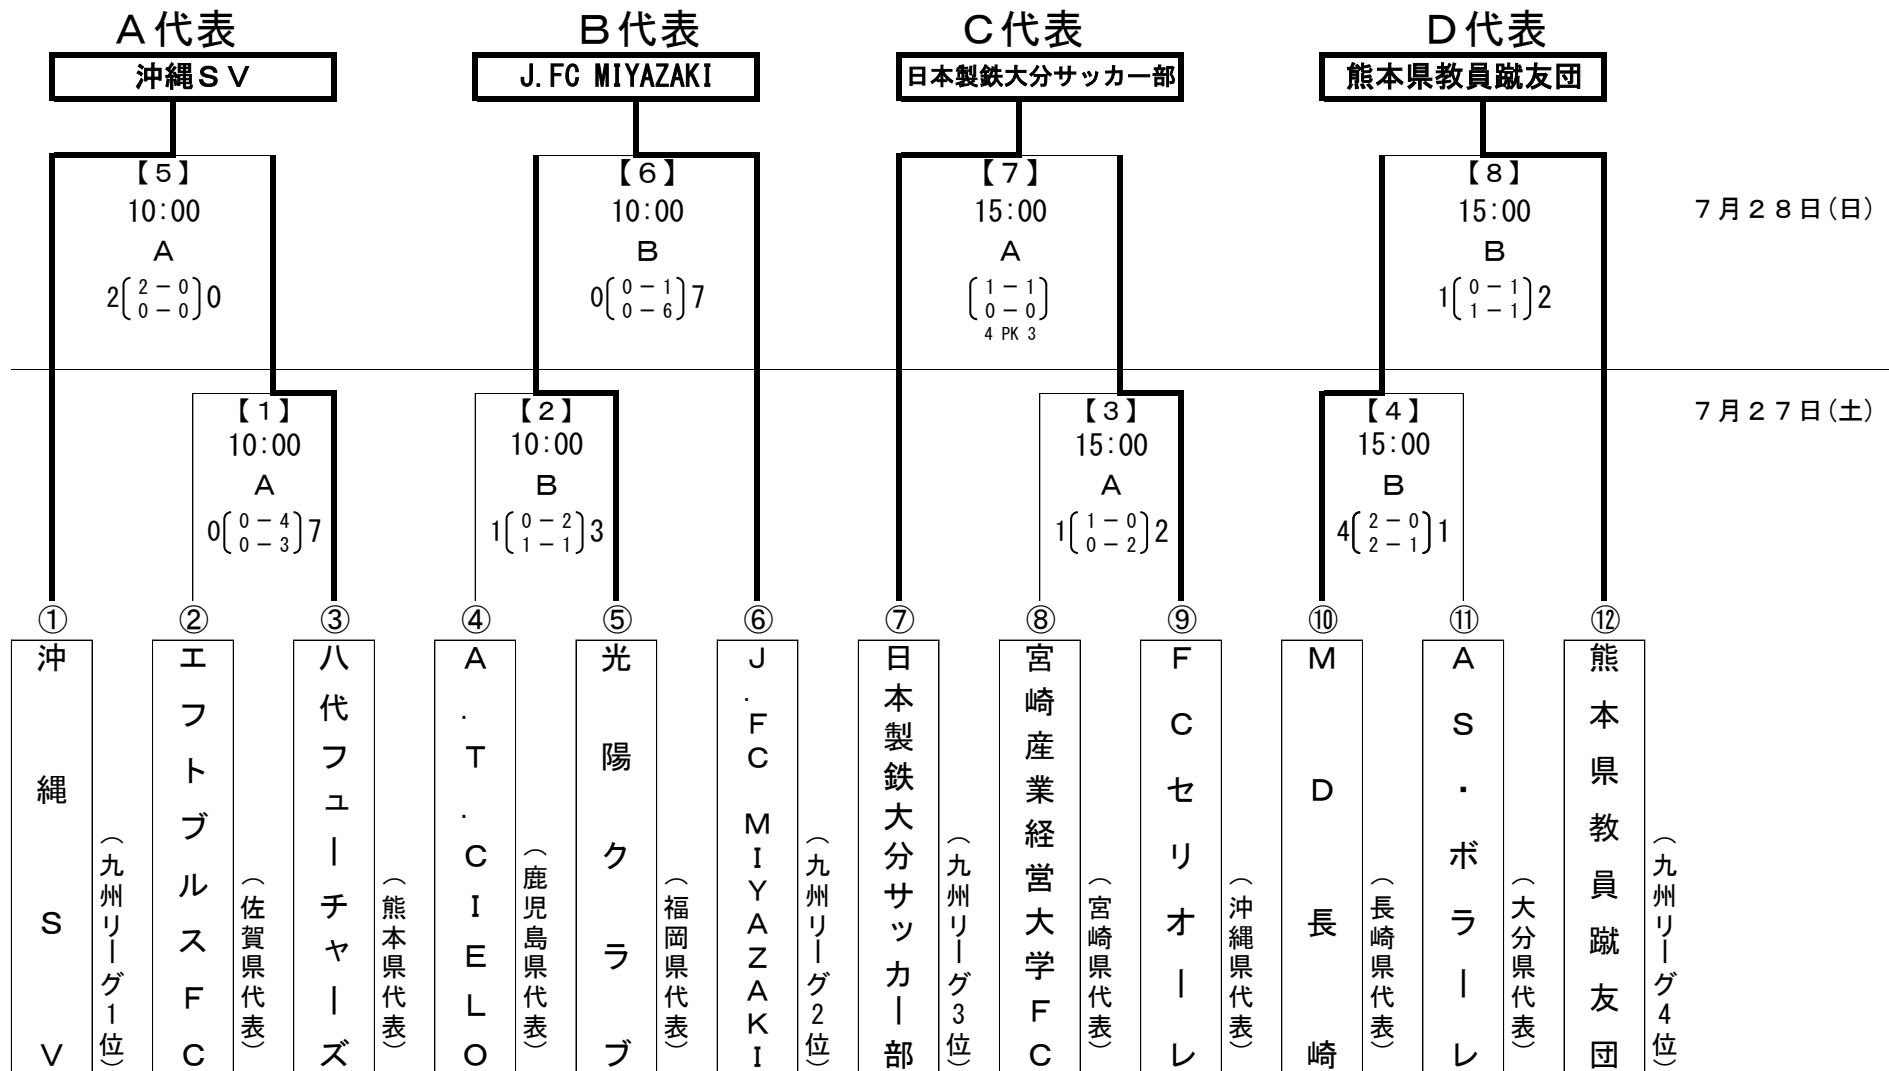 A代表 B代表 C代表 D代表
沖縄SV J.FC MIYAZAKI 日本製鉄大分サッカー部 熊本県教員蹴友団
【5】 【6】 【7】 【8】
10:00 10:00 15:00 15:00 7月28日(日)
A B A B
2 2 - 0 0 0 0 - 1 7 1 - 1 1 0 - 1 2
0 - 0 0 - 6 0 - 0 1 - 1
4 PK 3
【1】 【2】 【3】 【4】 7月27日(土)
10:00 10:00 15:00 15:00
A B A B
0 0 - 4 7 1 0 - 2 3 1 1 - 0 2 4 2 - 0 1
0 - 3 1 - 1 0 - 2 2 - 1
① ② ③ ④ ⑤ ⑥ ⑦ ⑧ ⑨ ⑩ ⑪ ⑫
沖縄SV
(九州リーグ1位)
エフトブルスFC
(佐賀県代表)
八代フューチャーズ
(熊本県代表)
A.T.CIELO
(鹿児島県代表)
光陽クラブ
(福岡県代表)
J.FC MIYAZAKI
(九州リーグ2位)
日本製鉄大分サッカー部
(九州リーグ3位)
宮崎産業経営大学FC
(宮崎県代表)
FCセリオーレ
(沖縄県代表)
MD長崎
(長崎県代表)
AS・ボラーレ
(大分県代表)
熊本県教員蹴友団
(九州リーグ4位)